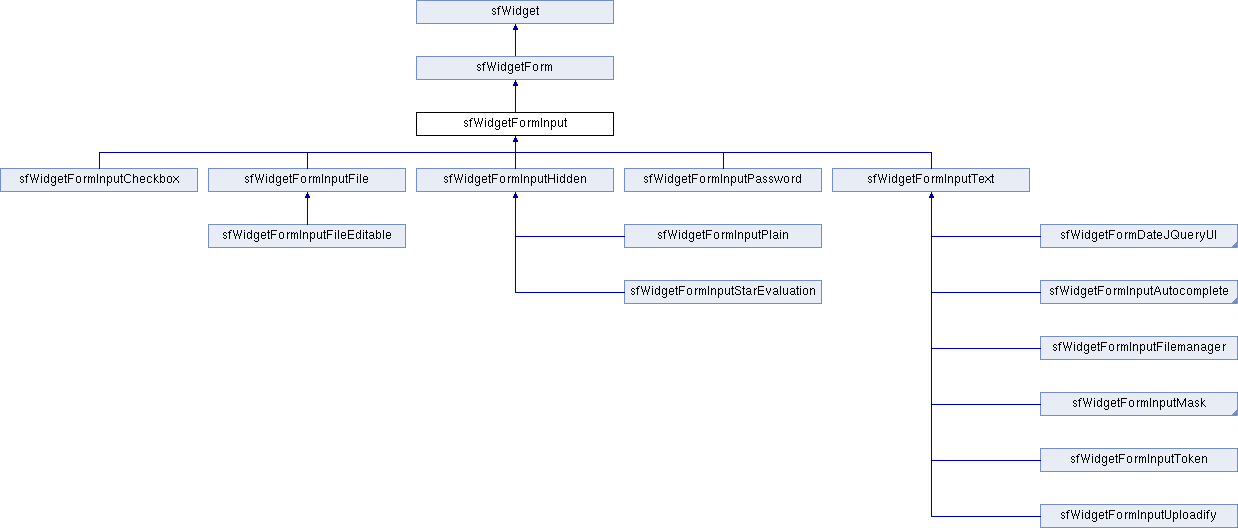 sfWidget
sfWidgetForm
sfWidgetFormInput
sfWidgetFormInputCheckbox
sfWidgetFormInputFile
sfWidgetFormInputHidden
sfWidgetFormInputPassword
sfWidgetFormInputText
sfWidgetFormInputFileEditable
sfWidgetFormInputPlain
sfWidgetFormDateJQueryUI
sfWidgetFormInputStarEvaluation
sfWidgetFormInputAutocomplete
sfWidgetFormInputFilemanager
sfWidgetFormInputMask
sfWidgetFormInputToken
sfWidgetFormInputUploadify